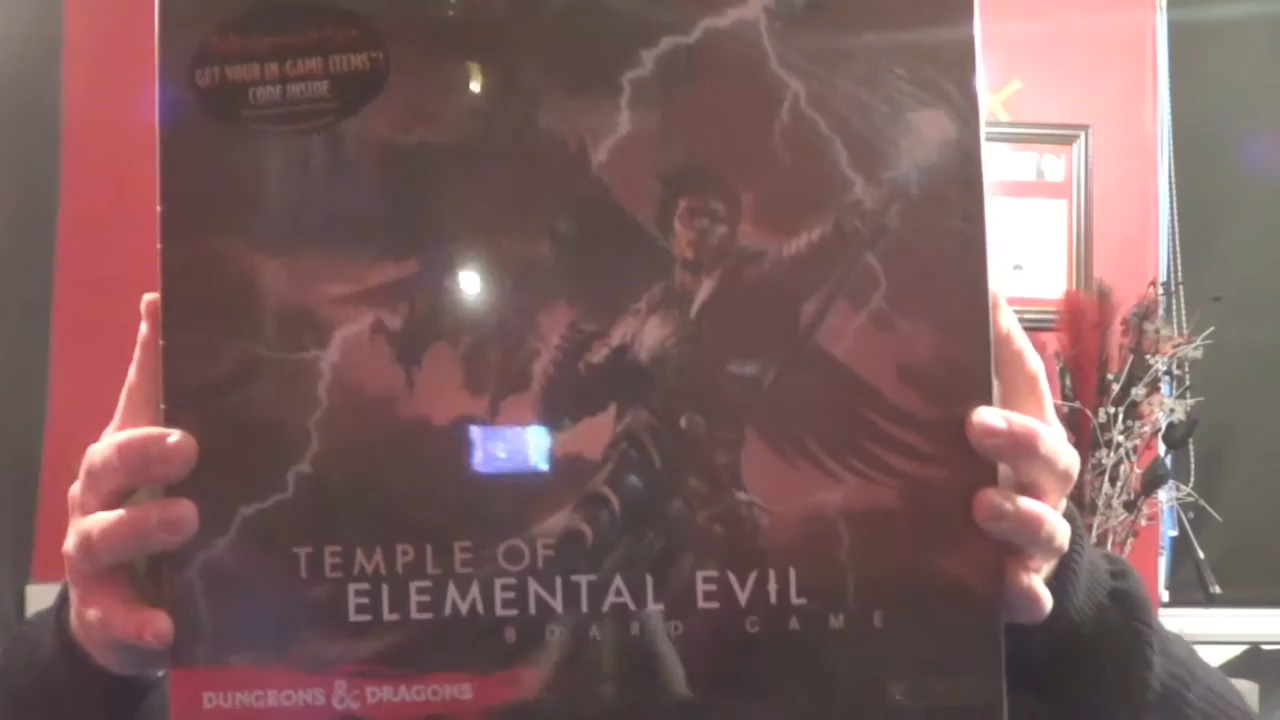 GET YOUR IN-GAME ITEMS*!
CODE INSIDE
TEMPLE OF
ELEMENTAL EVIL
BOARD GAME
DUNGEONS & DRAGONS